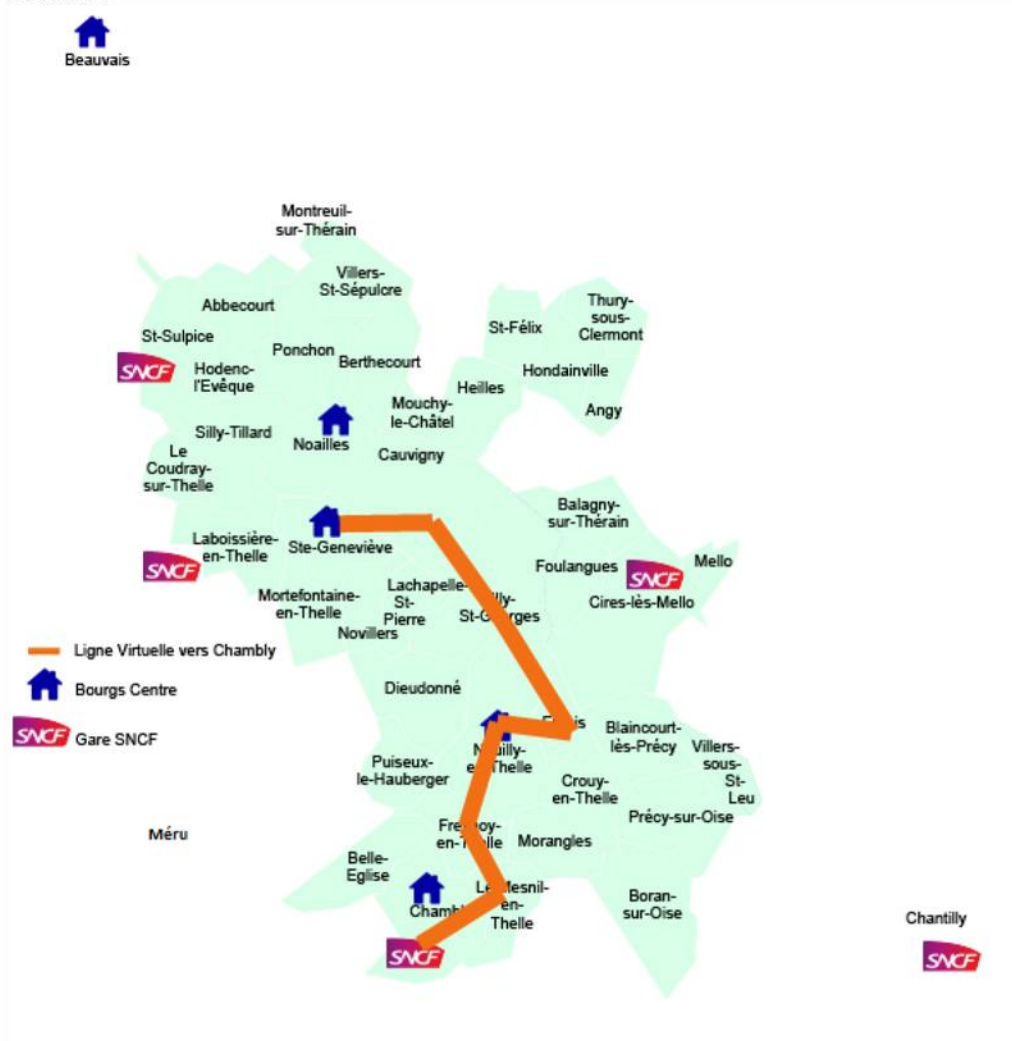 Beauvais
Montreuil-
sur-Thérain
Villers-
St-Sépulcre
Abbecourt
Thury-
sous-
Clermont
St-Félix
St-Sulpice
Ponchon
Berthecourt
SNCF
Hodenc-
l'Evêque
Hondainville
Heilles
Mouchy-
le-Châtel
Angy
Silly-Tillard
Noailles
Cauvigny
Le
Coudray-
sur-Thelle
Balagny-
sur-Thérain
Laboissière-
en-Thelle
Ste-Geneviève
SNCF
Foulangues
SNCF
Mello
Cires-lès-Mello
Mortefontaine-
en-Thelle
Lachapelle-
St-
Pierre
Novillers
Ligne Virtuelle vers Chambly
Bourgs Centre
SNCF Gare SNCF
Dieudonné
Blaincourt-
lès-Précy
Villers-
sous-
St-
Leu
Puiseux-
le-Hauberger
Crouy-
en-Thelle
Précy-sur-Oise
Méru
Morangles
Belle-
Eglise
en-
Thelle
Boran-
sur-Oise
SNCF
Chantilly
SNCF